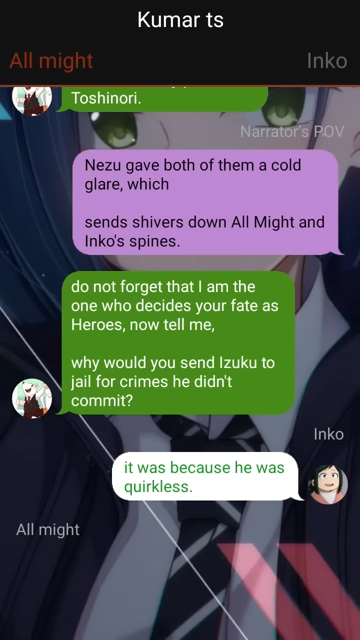 Kumar ts
All might
Inko
Toshinori.
Narrator's POV
Nezu gave both of them a cold
glare, which
sends shivers down All Might and
Inko's spines.
do not forget that I am the
one who decides your fate as
Heroes, now tell me,
why would you send Izuku to
jail for crimes he didn't
commit?
Inko
it was because he was
quirkless.
All might